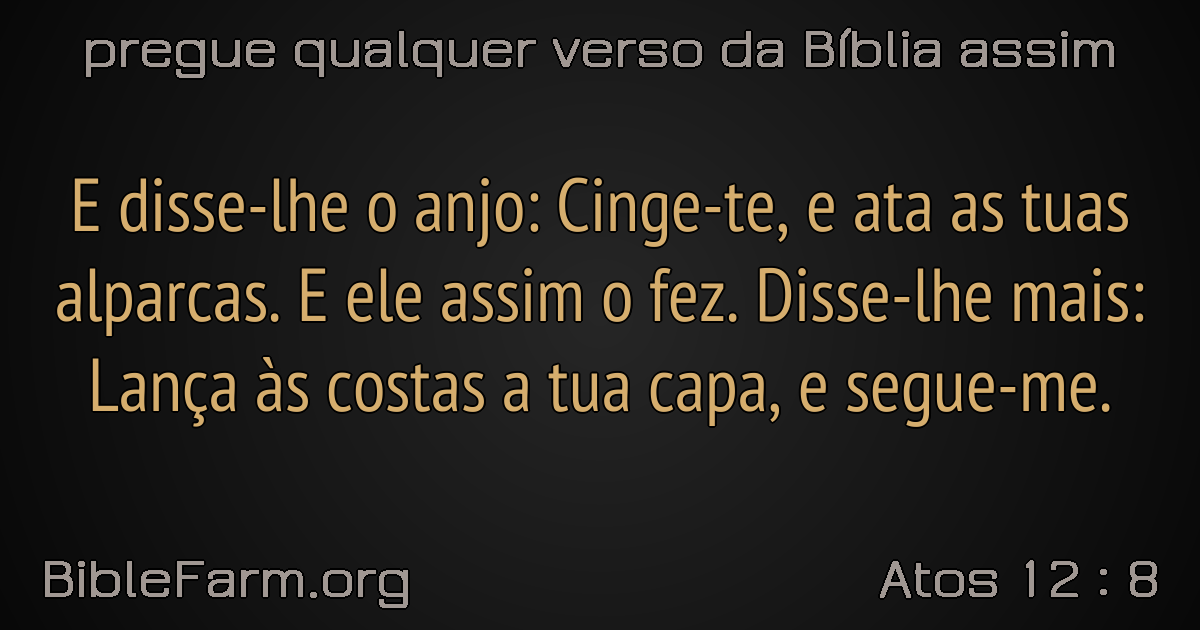 pregue qualquer verso da Bíblia assim
E disse-lhe o anjo: Cinge-te, e ata as tuas
alparcas. E ele assim o fez. Disse-lhe mais:
Lança às costas a tua capa, e segue-me.
BibleFarm.org
Atos 12 : 8